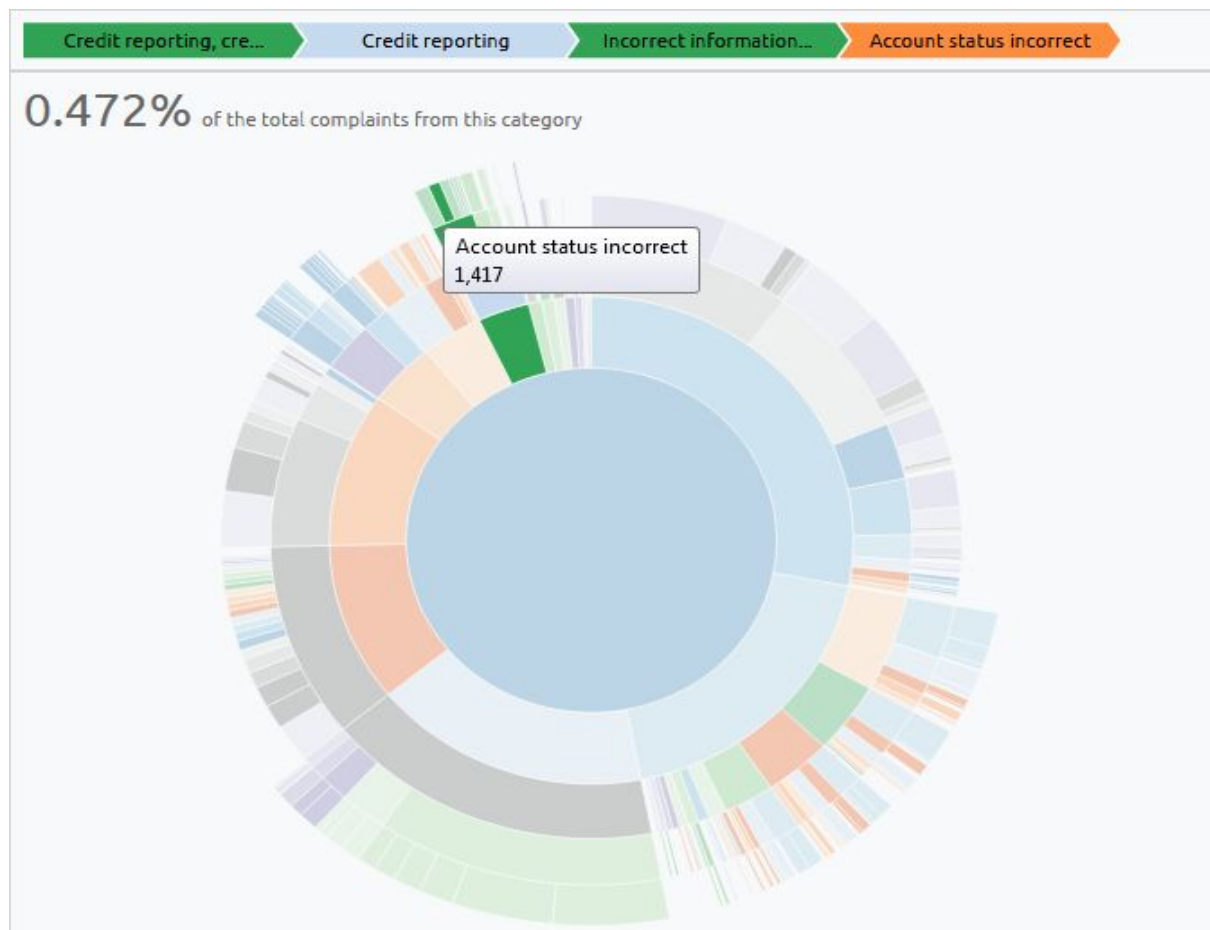 Credit reporting, cre...
Credit reporting
Incorrect information...
Account status incorrect
0.472% of the total complaints from this category
Account status incorrect
1,417